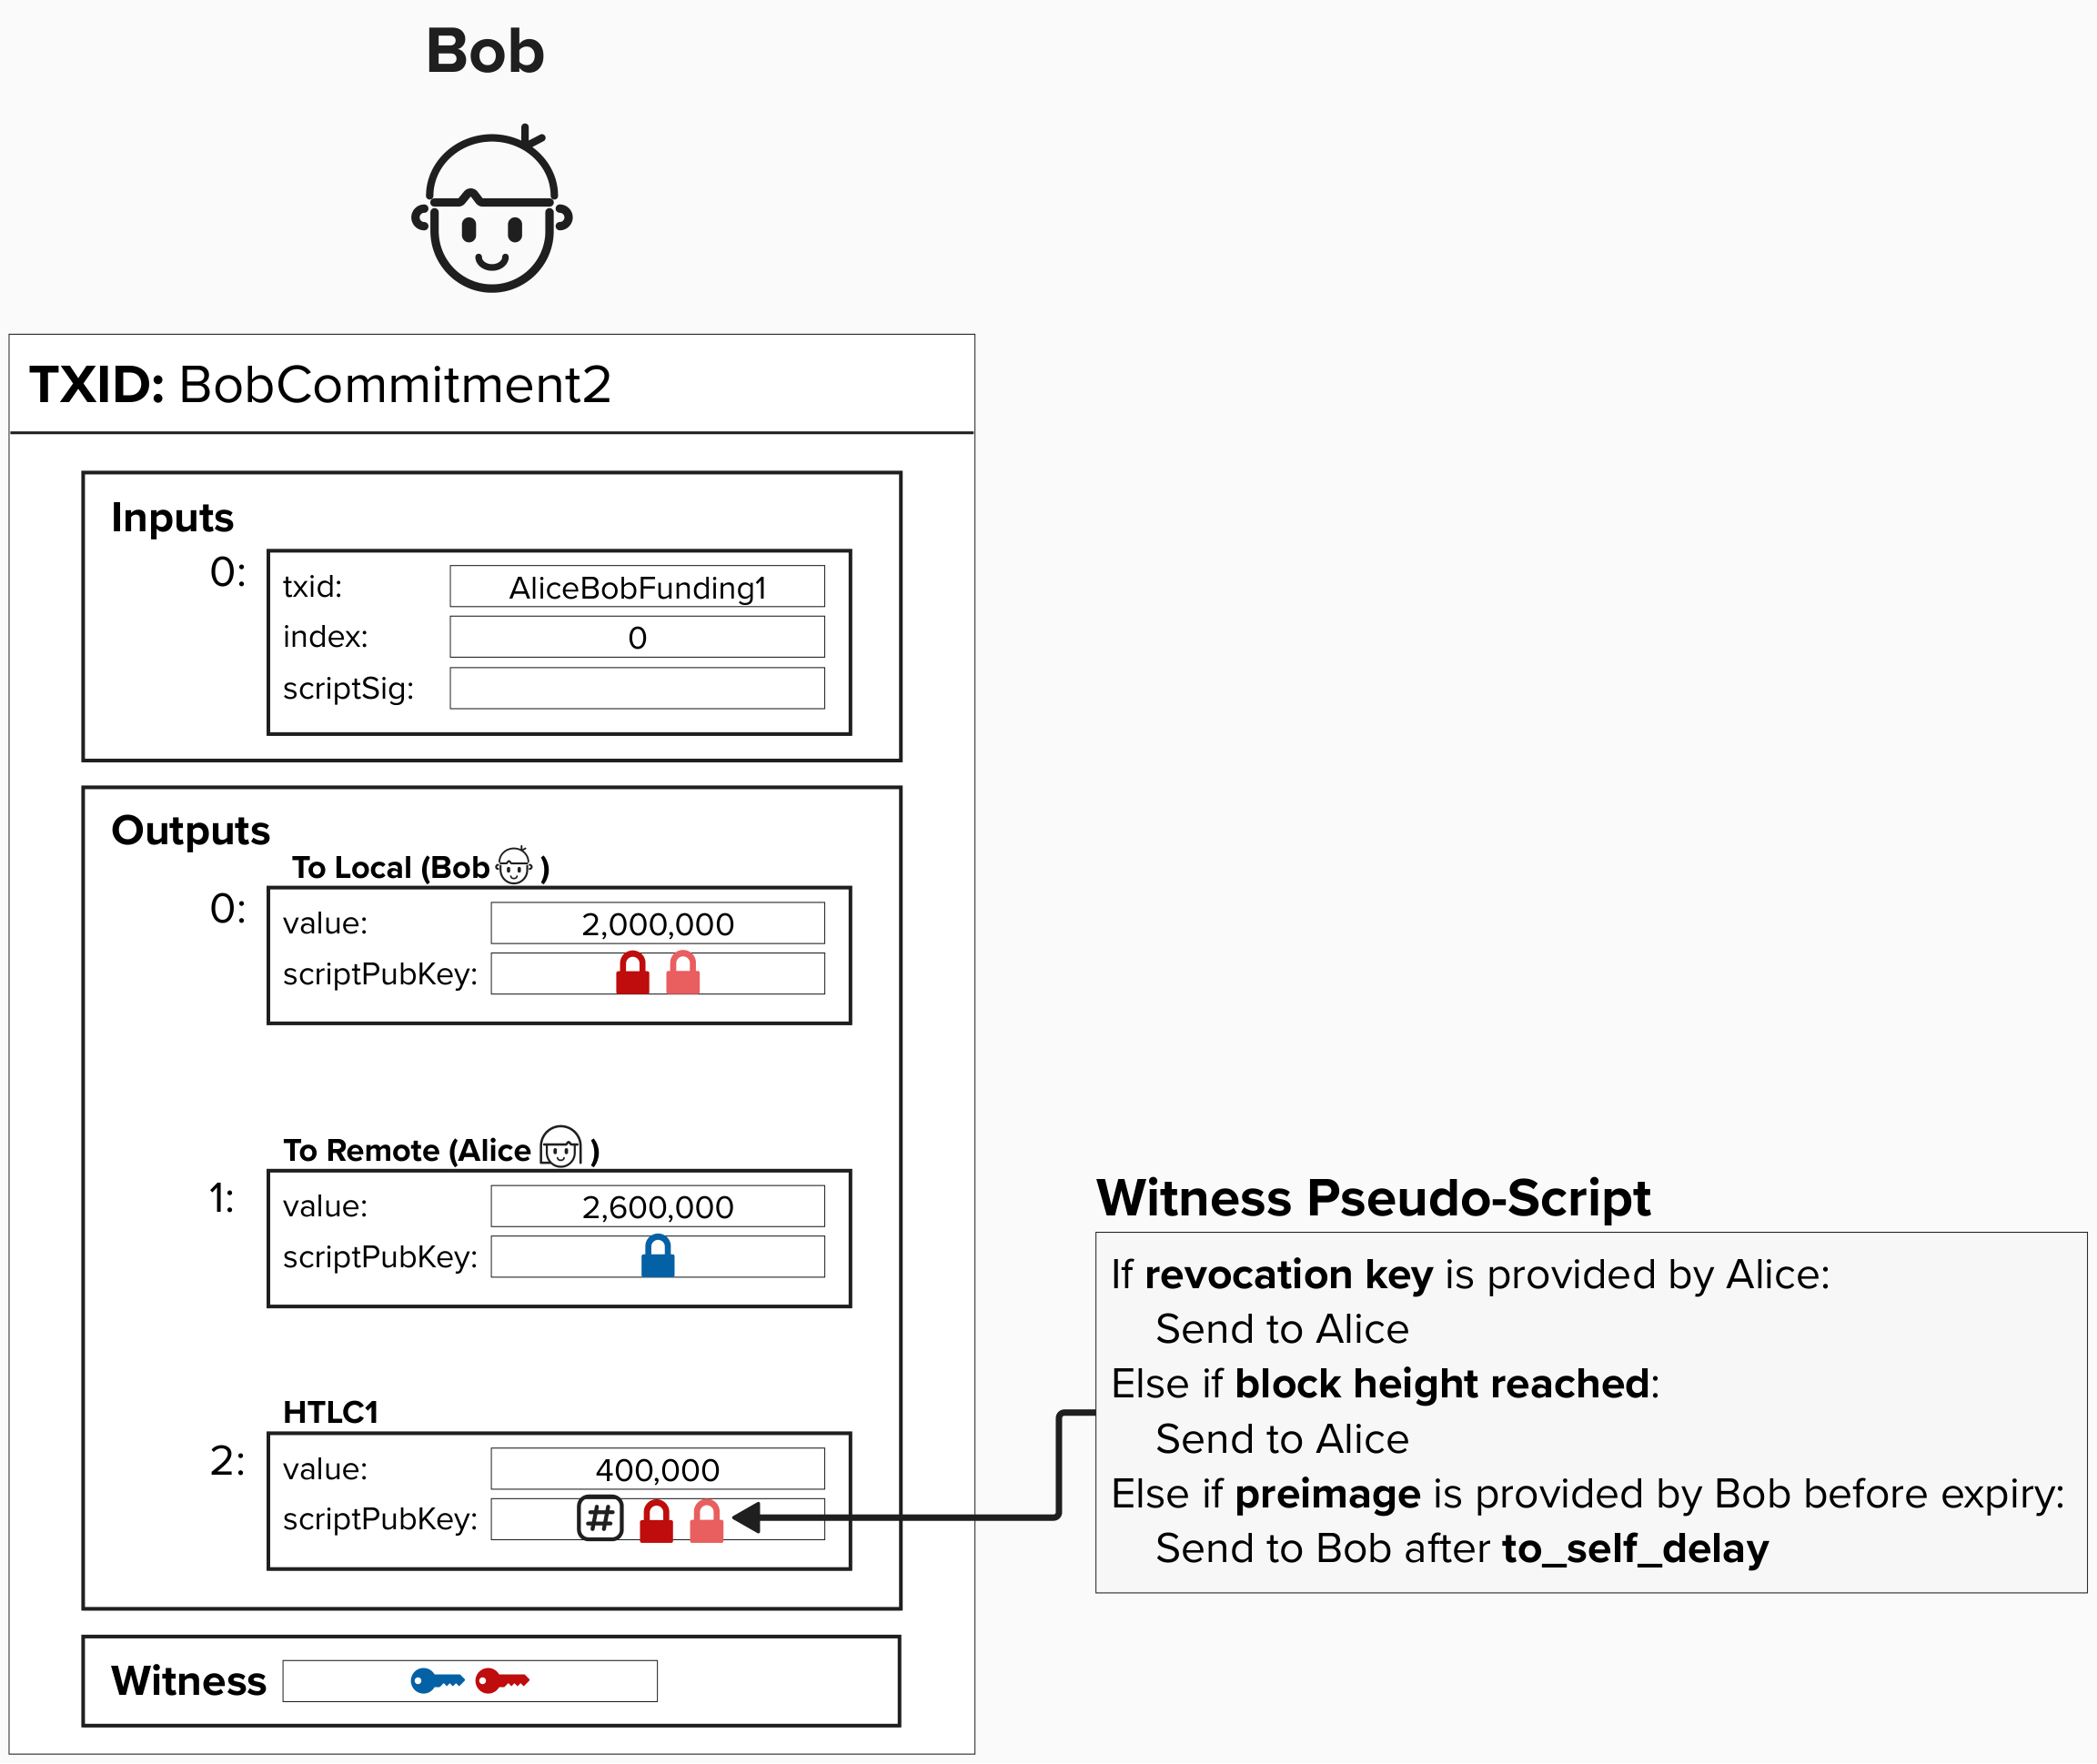 Bob
TXID: BobCommitment2
Inputs
0:
txid: AliceBobFunding1
index: 0
scriptSig:
Outputs
To Local (Bob )
0:
value: 2,000,000
scriptPubKey:
To Remote (Alice )
1:
value: 2,600,000
scriptPubKey:
HTLC1
2:
value: 400,000
scriptPubKey: #
Witness
Witness Pseudo-Script
If revocation key is provided by Alice:
Send to Alice
Else if block height reached:
Send to Alice
Else if preimage is provided by Bob before expiry:
Send to Bob after to_self_delay